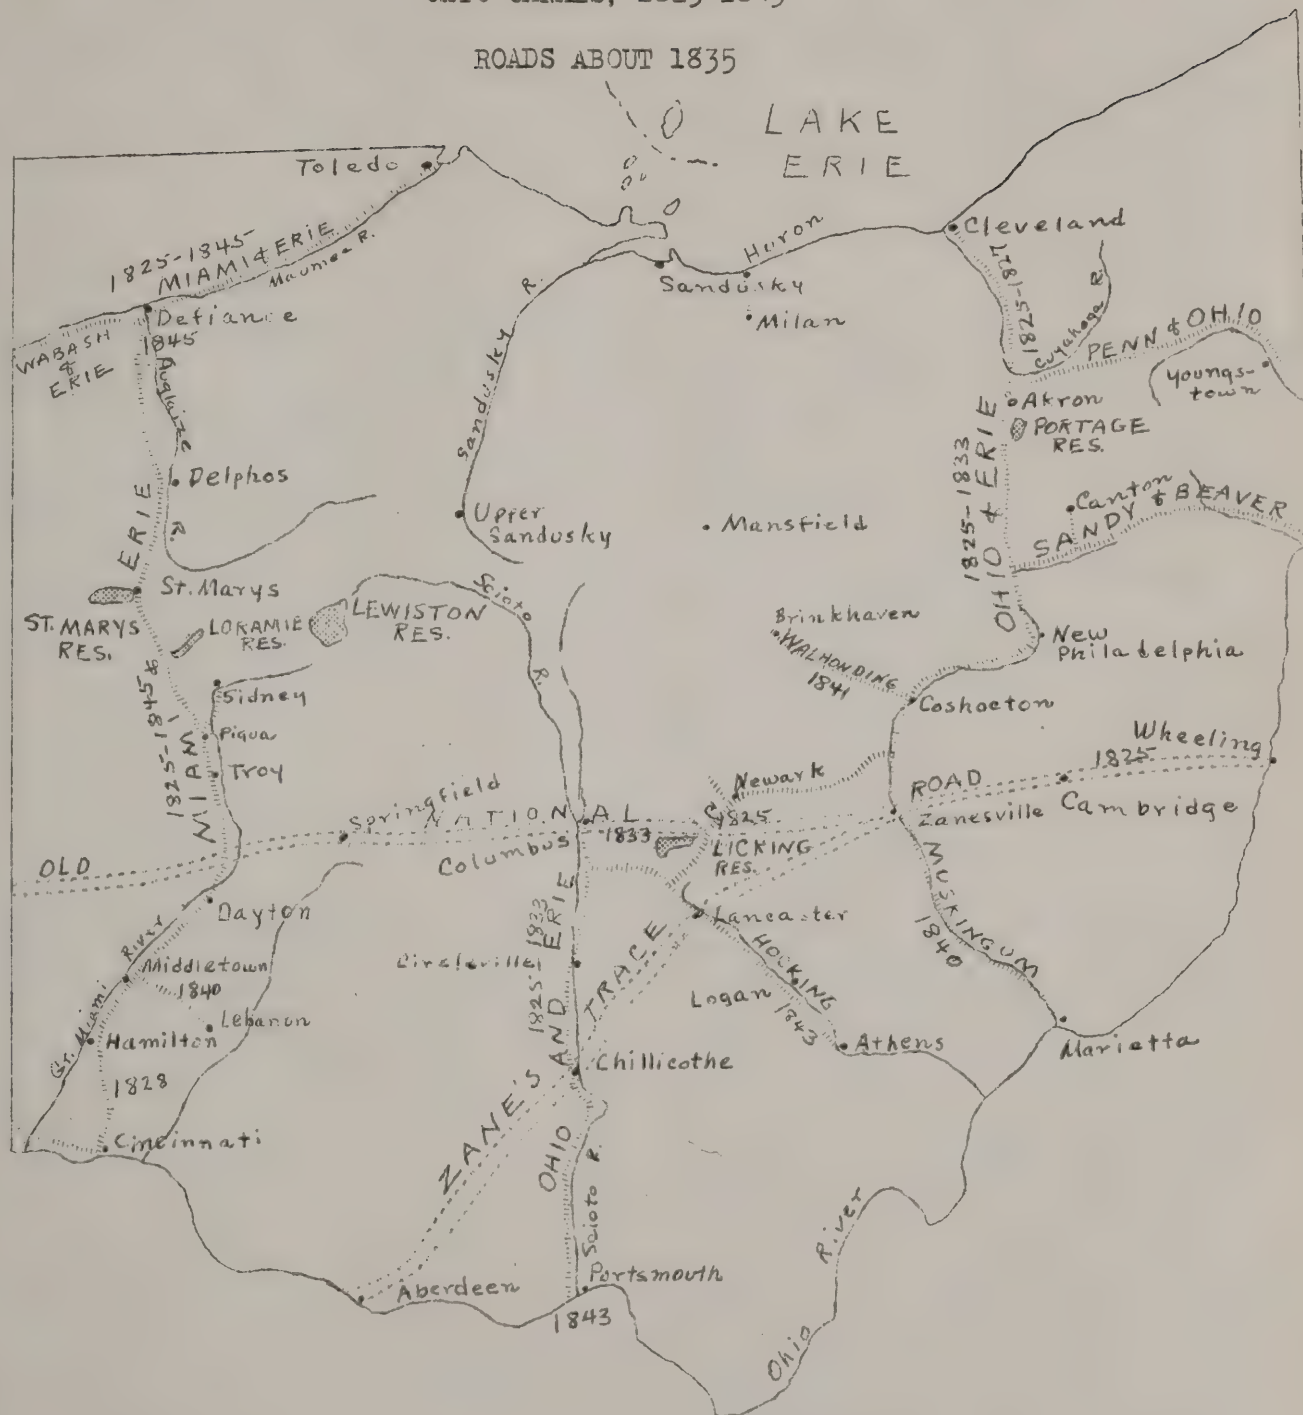 ROADS ABOUT 1835
LAKE
ERIE
Toledo
1825-1845
MIAMI & ERIE
Maumee R.
Defiance
1845
WABASH
&
ERIE
Auglaize
R.
Delphos
Sandusky R.
Sandusky
Huron
Milan
Cleveland
1825-1827
Cuyahoga R.
PENN & OHIO
Youngs-
town
Akron
PORTAGE
RES.
1825-1833
OHIO & ERIE
Canton
SANDY & BEAVER
Upper
Sandusky
Mansfield
ERIE
St. Marys
ST. MARYS
RES.
LORAMIE
RES.
LEWISTON
RES.
Scioto
R.
Brinkhaven
WALHONDING
1841
New
Philadelphia
Coshocton
Sidney
Piqua
Troy
1825-1845 &
MIAMI
Springfield
OLD
NATIONAL
ROAD
1833
1825
Columbus
Newark
1825
LICKING
RES.
Zanesville
Cambridge
Wheeling
Dayton
Gt. Miami River
Middletown
1840
Lebanon
Hamilton
1828
Cincinnati
Circleville
1825-1833
OHIO AND ERIE
ZANE'S TRACE
Lancaster
HOCKING
Logan
1843
Athens
MUSKINGUM
1840
Marietta
Chillicothe
Scioto R.
Aberdeen
Portsmouth
1843
Ohio River